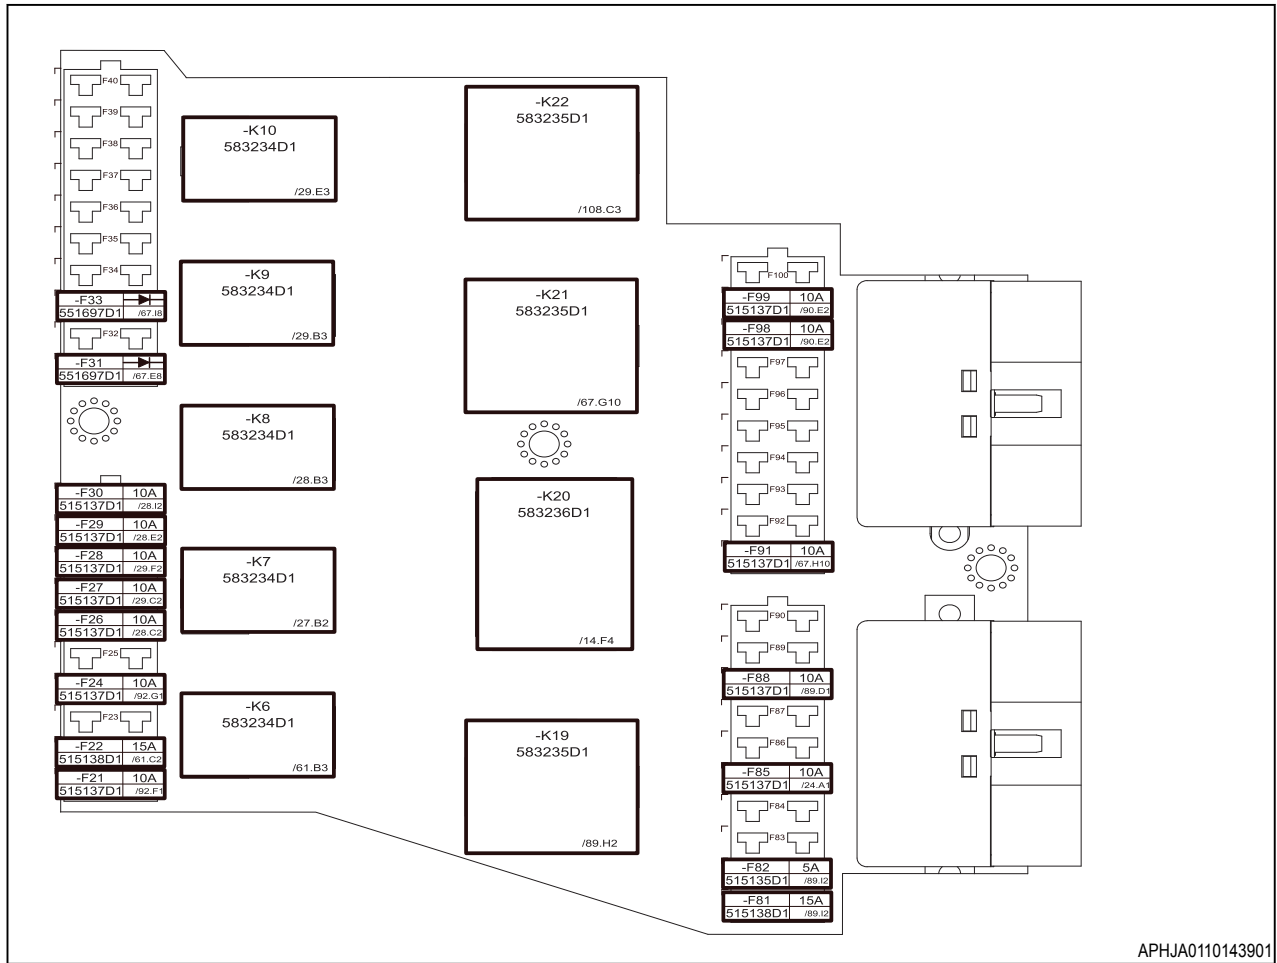 F40
F39
F38
F37
F36
F35
F34
-F33
551697D1 /67.I8
F32
-F31
551697D1 /67.E8
-F30 10A
515137D1 /28.I2
-F29 10A
515137D1 /28.E2
-F28 10A
515137D1 /29.F2
-F27 10A
515137D1 /29.C2
-F26 10A
515137D1 /28.C2
F25
-F24 10A
515137D1 /92.G1
F23
-F22 15A
515138D1 /61.C2
-F21 10A
515137D1 /92.F1
-K10
583234D1
/29.E3
-K9
583234D1
/29.B3
-K8
583234D1
/28.B3
-K7
583234D1
/27.B2
-K6
583234D1
/61.B3
-K22
583235D1
/108.C3
-K21
583235D1
/67.G10
-K20
583236D1
/14.F4
-K19
583235D1
/89.H2
F100
-F99 10A
515137D1 /90.E2
-F98 10A
515137D1 /90.E2
F97
F96
F95
F94
F93
F92
-F91 10A
515137D1 /67.H10
F90
F89
-F88 10A
515137D1 /89.D1
F87
F86
-F85 10A
515137D1 /24.A1
F84
F83
-F82 5A
515135D1 /89.I2
-F81 15A
515138D1 /89.I2
APHJA0110143901